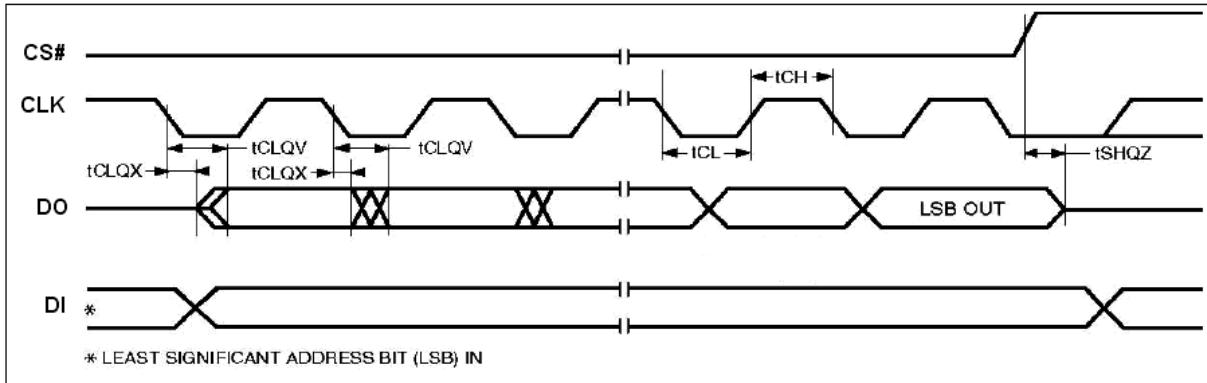 CS#
tCH
CLK
tCLQV
tCLQV
tCL
tCLQX
tCLQX
tSHQZ
DO
LSB OUT
DI
*
* LEAST SIGNIFICANT ADDRESS BIT (LSB) IN